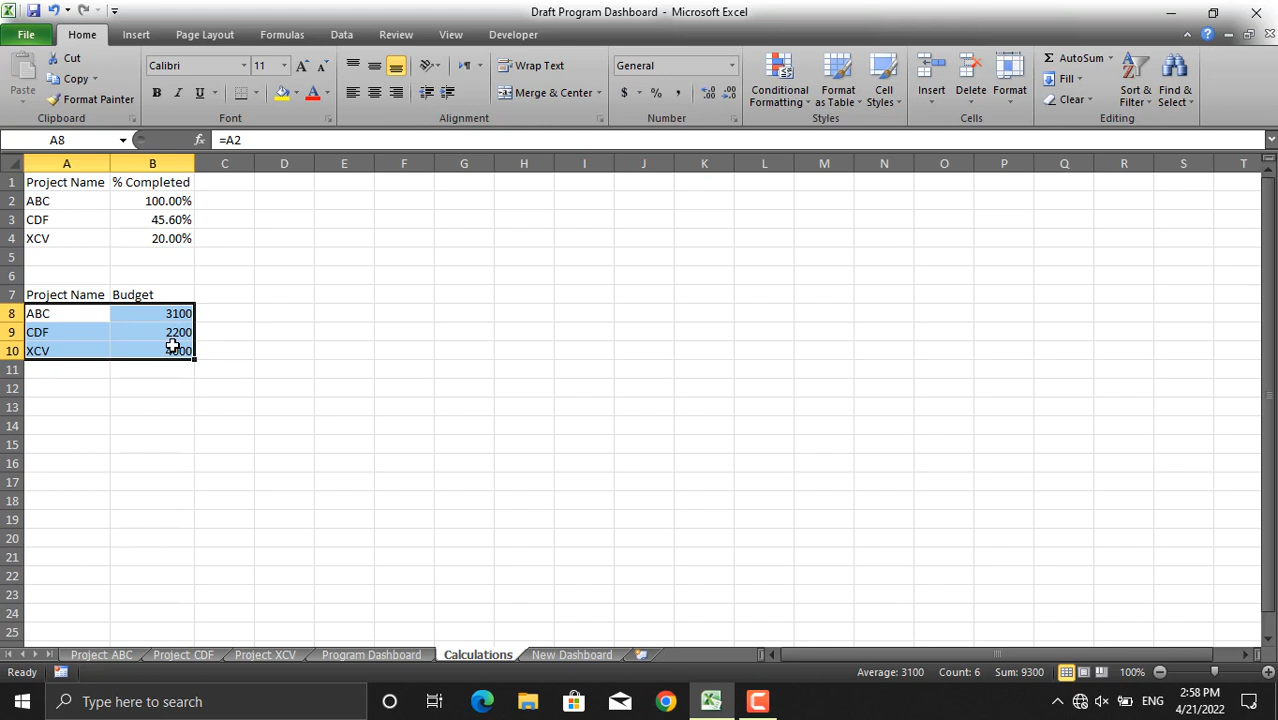 Draft Program Dashboard - Microsoft Excel
File Home Insert Page Layout Formulas Data Review View Developer
Cut
Copy
Format Painter
Paste
Clipboard
Calibri 11
B I U
Font
Wrap Text
Merge & Center
Alignment
General
$ % ,
Number
Conditional Formatting
Format as Table
Cell Styles
Styles
Insert Delete Format
Cells
Σ AutoSum
Fill
Clear
Sort & Filter
Find & Select
Editing
A8 fx =A2
A B C D E F G H I J K L M N O P Q R S T
1 Project Name % Completed
2 ABC 100.00%
3 CDF 45.60%
4 XCV 20.00%
5
6
7 Project Name Budget
8 ABC 3100
9 CDF 2200
10 XCV 4000
11
12
13
14
15
16
17
18
19
20
21
22
23
24
25
Project ABC Project CDF Project XCV Program Dashboard Calculations New Dashboard
Ready Average: 3100 Count: 6 Sum: 9300 100%
Type here to search
ENG
2:58 PM
4/21/2022